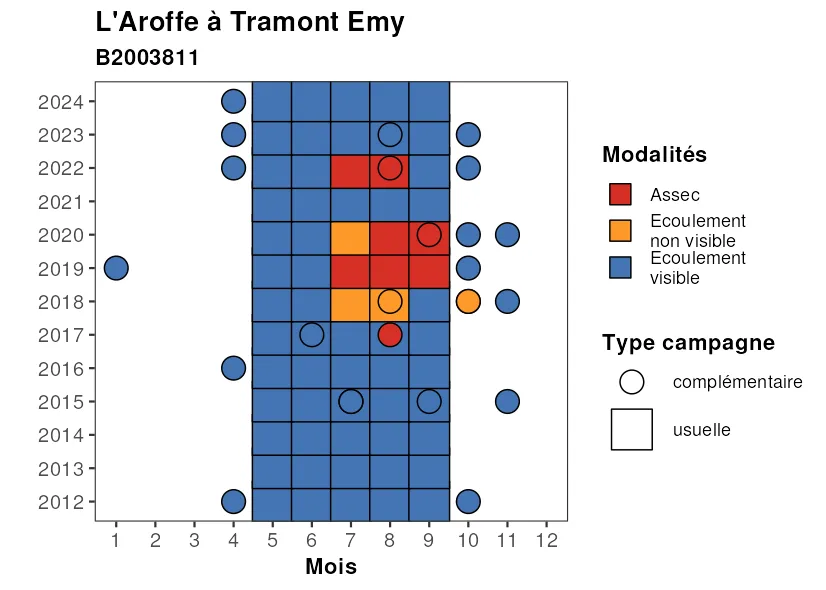 L'Aroffe à Tramont Emy
B2003811
2024
2023
2022
2021
2020
2019
2018
2017
2016
2015
2014
2013
2012
1 2 3 4 5 6 7 8 9 10 11 12
Mois
Modalités
Assec
Ecoulement
non visible
Ecoulement
visible
Type campagne
complémentaire
usuelle